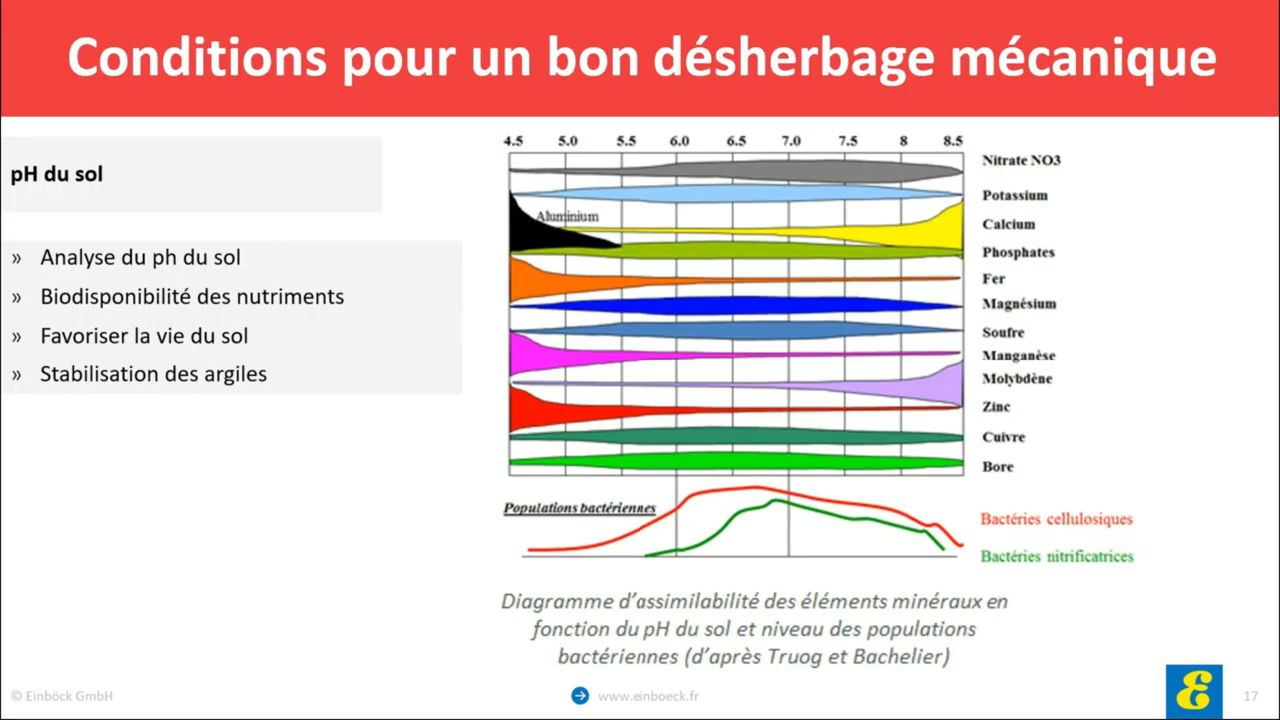 Conditions pour un bon désherbage mécanique
pH du sol
» Analyse du ph du sol
» Biodisponibilité des nutriments
» Favoriser la vie du sol
» Stabilisation des argiles
4.5 5.0 5.5 6.0 6.5 7.0 7.5 8 8.5
Nitrate NO3
Potassium
Aluminium
Calcium
Phosphates
Fer
Magnésium
Soufre
Manganèse
Molybdène
Zinc
Cuivre
Bore
Populations bactériennes
Bactéries cellulosiques
Bactéries nitrificatrices
Diagramme d’assimilabilité des éléments minéraux en
fonction du pH du sol et niveau des populations
bactériennes (d’après Truog et Bachelier)
© Einböck GmbH
www.einboeck.fr
E
17